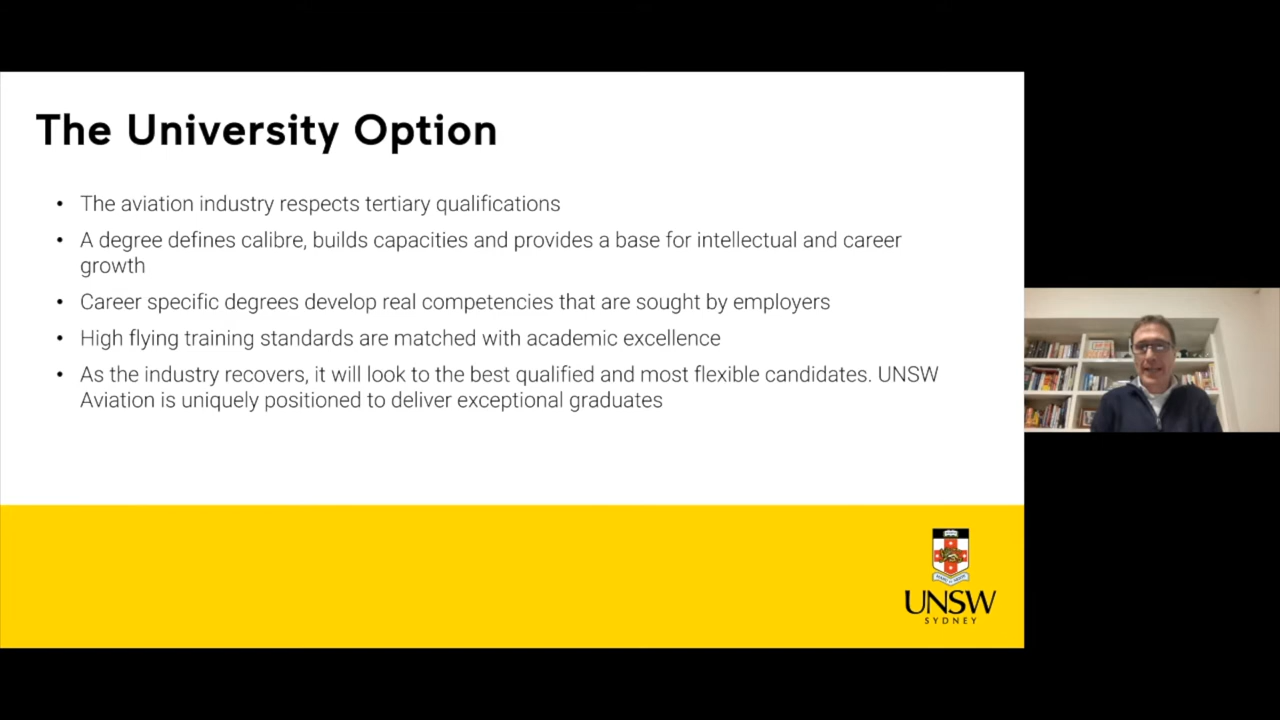 The University Option
• The aviation industry respects tertiary qualifications
• A degree defines calibre, builds capacities and provides a base for intellectual and career
growth
• Career specific degrees develop real competencies that are sought by employers
• High flying training standards are matched with academic excellence
• As the industry recovers, it will look to the best qualified and most flexible candidates. UNSW
Aviation is uniquely positioned to deliver exceptional graduates
UNSW
SYDNEY